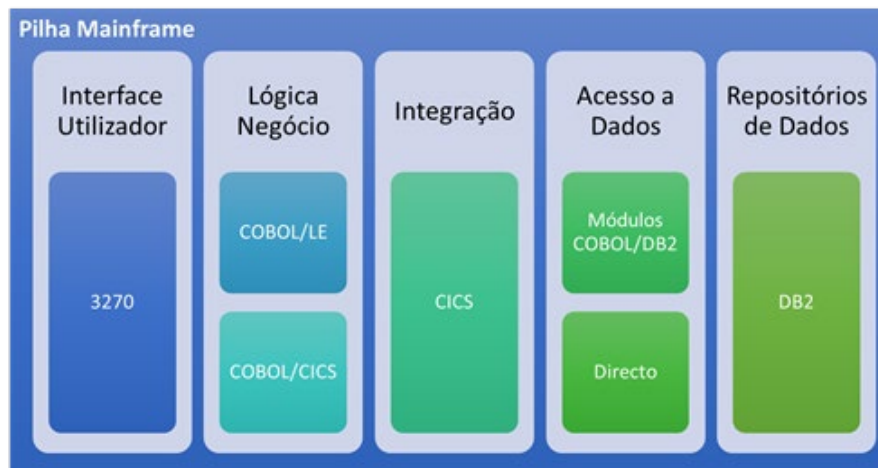 Pilha Mainframe
Interface
Utilizador
3270
Lógica
Negócio
COBOL/LE
COBOL/CICS
Integração
CICS
Acesso a
Dados
Módulos
COBOL/DB2
Directo
Repositórios
de Dados
DB2